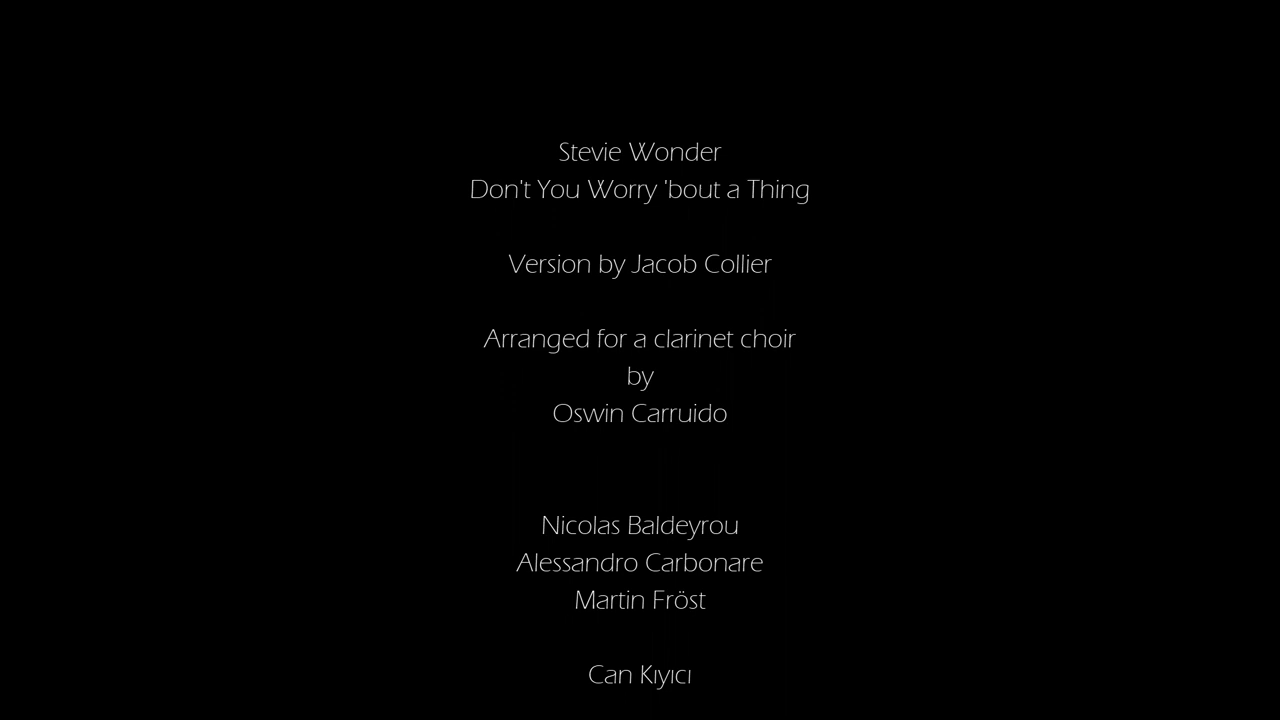 Stevie Wonder
Don't You Worry 'bout a Thing
Version by Jacob Collier
Arranged for a clarinet choir
by
Oswin Carruido
Nicolas Baldeyrou
Alessandro Carbonare
Martin Fröst
Can Kıyıcı